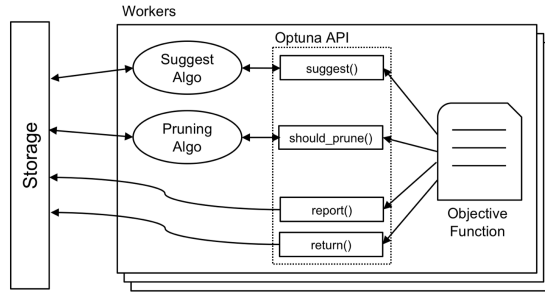 Workers
Optuna API
Storage
Suggest
Algo
suggest()
Pruning
Algo
should_prune()
report()
return()
Objective
Function